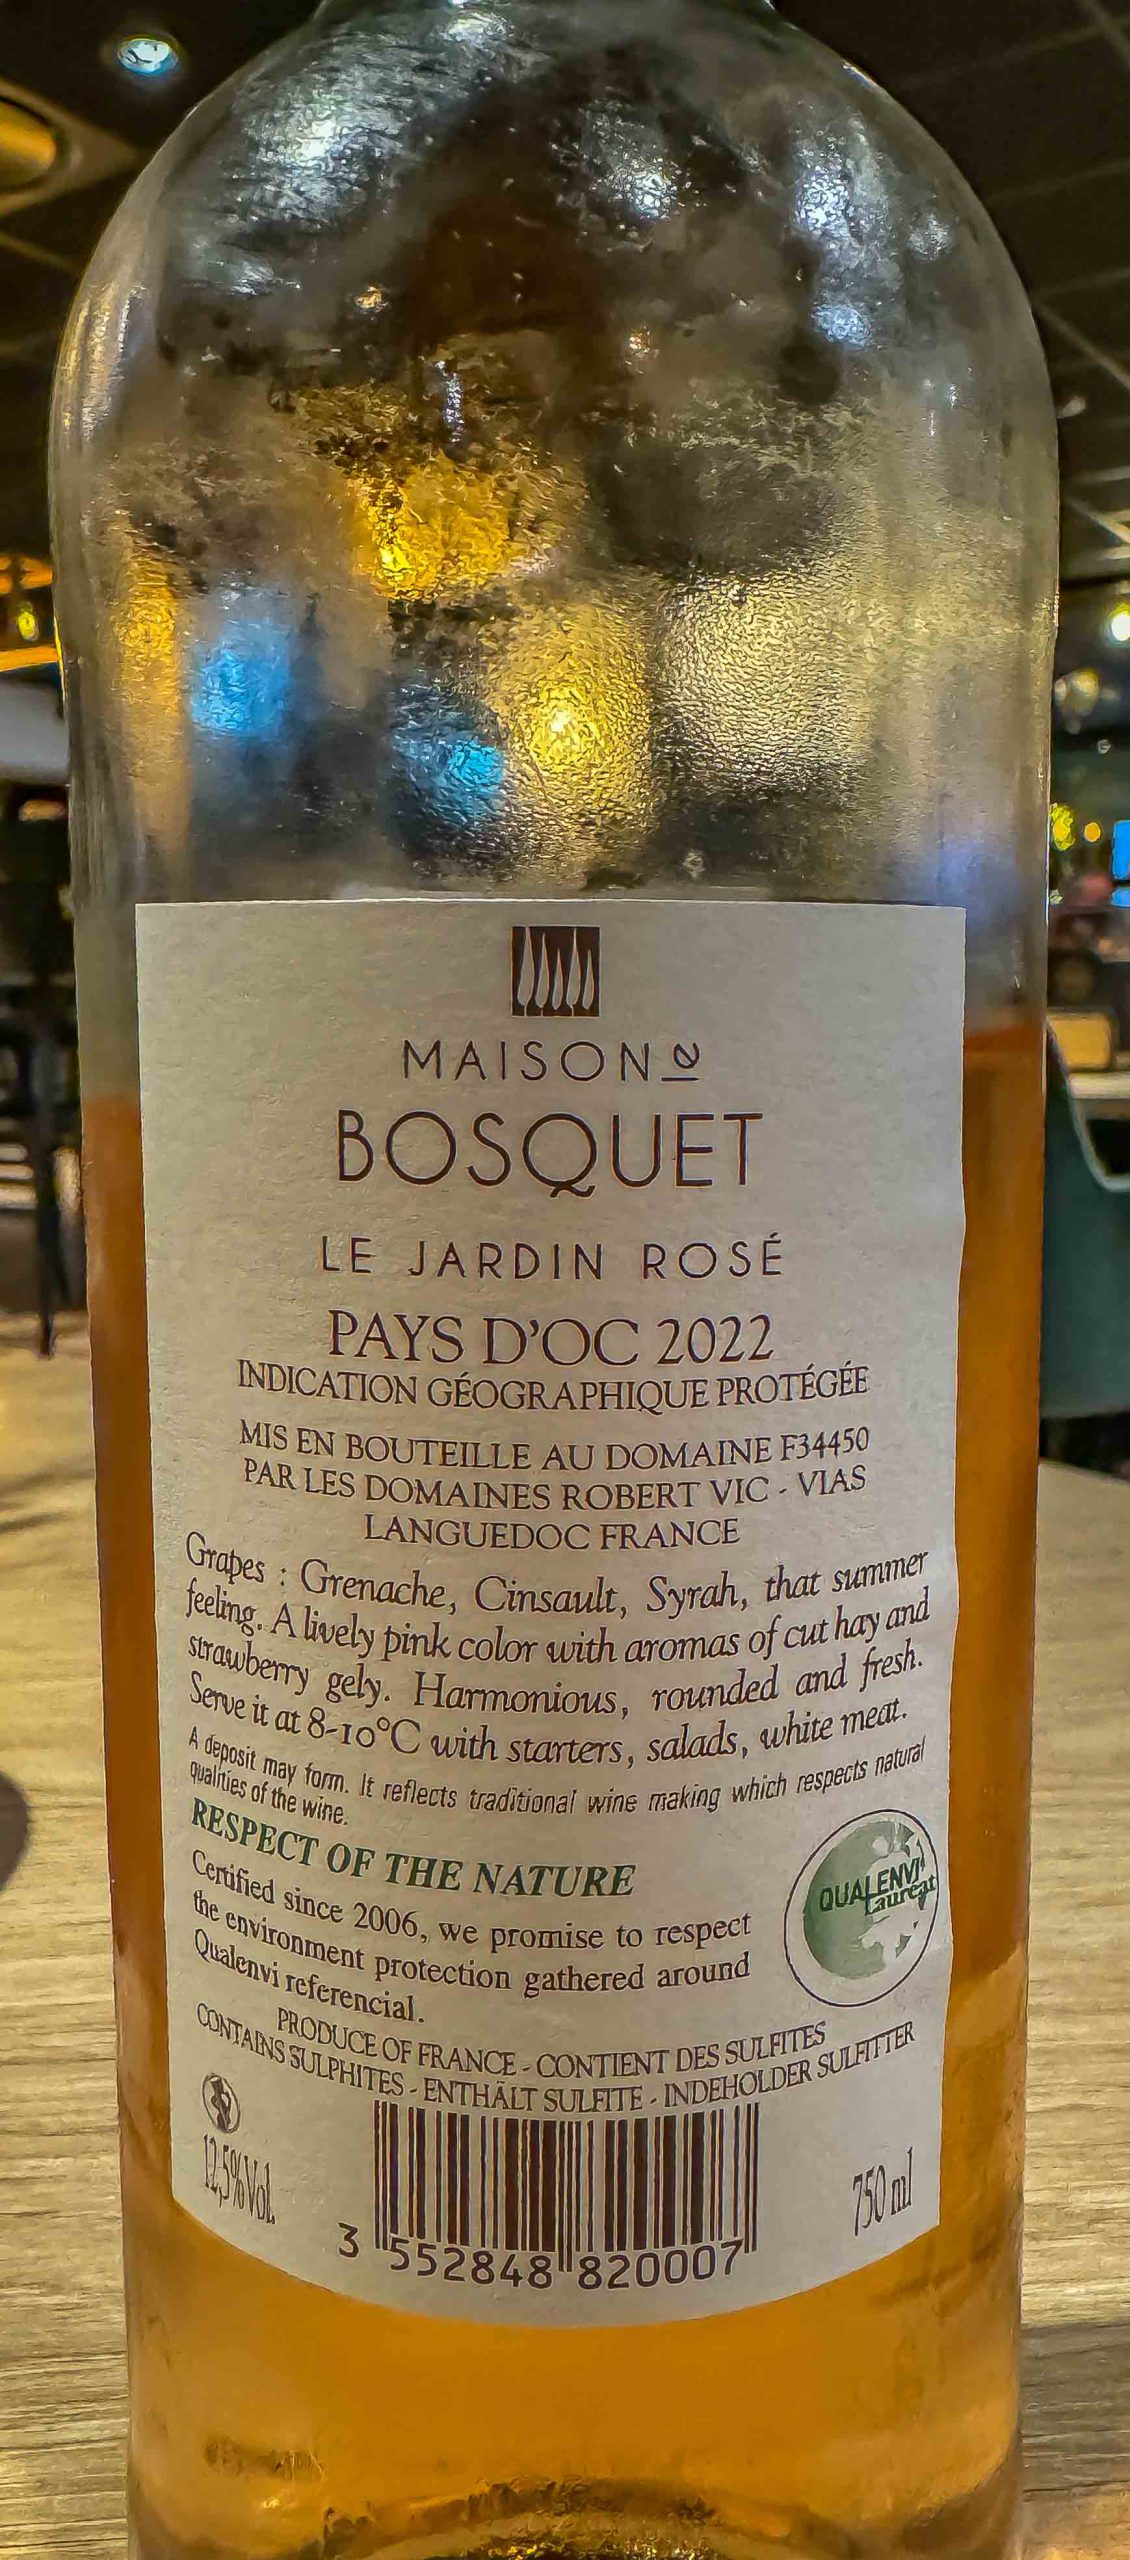 MAISON
BOSQUET
LE JARDIN ROSÉ
PAYS D'OC 2022
INDICATION GÉOGRAPHIQUE PROTÉGÉE
MIS EN BOUTEILLE AU DOMAINE F34450
PAR LES DOMAINES ROBERT VIC - VIAS
LANGUEDOC FRANCE
Grapes : Grenache, Cinsault, Syrah, that summer
feeling. A lively pink color with aromas of cut hay and
strawberry gely. Harmonious, rounded and fresh.
Serve it at 8-10°C with starters, salads, white meat.
A deposit may form. It reflects traditional wine making which respects natural
qualities of the wine.
RESPECT OF THE NATURE
Certified since 2006, we promise to respect
the environment protection gathered around
Qualenvi referencial.
QUALENVI
Lauréat
PRODUCE OF FRANCE - CONTIENT DES SULFITES
CONTAINS SULPHITES - ENTHÄLT SULFITE - INDEHOLDER SULFITTER
12,5%Vol.
750 ml
3 552848 820007